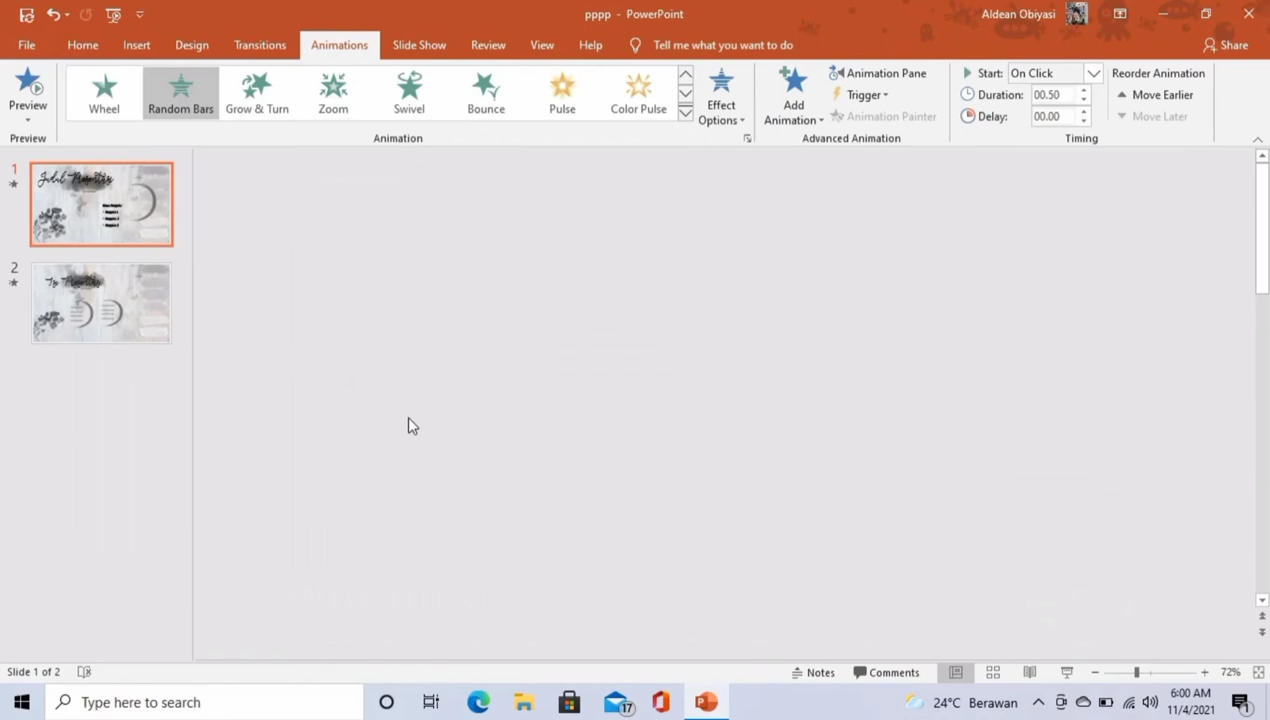 pppp - PowerPoint
Aldean Obiyasi
File Home Insert Design Transitions Animations Slide Show Review View Help Tell me what you want to do Share
Preview
Wheel Random Bars Grow & Turn Zoom Swivel Bounce Pulse Color Pulse
Effect Options
Add Animation
Animation Pane
Trigger
Animation Painter
Start: On Click
Duration: 00.50
Delay: 00.00
Reorder Animation
Move Earlier
Move Later
Preview Animation Advanced Animation Timing
1
2
Slide 1 of 2
Notes Comments 72%
Type here to search
17
24°C Berawan
6:00 AM
11/4/2021
1